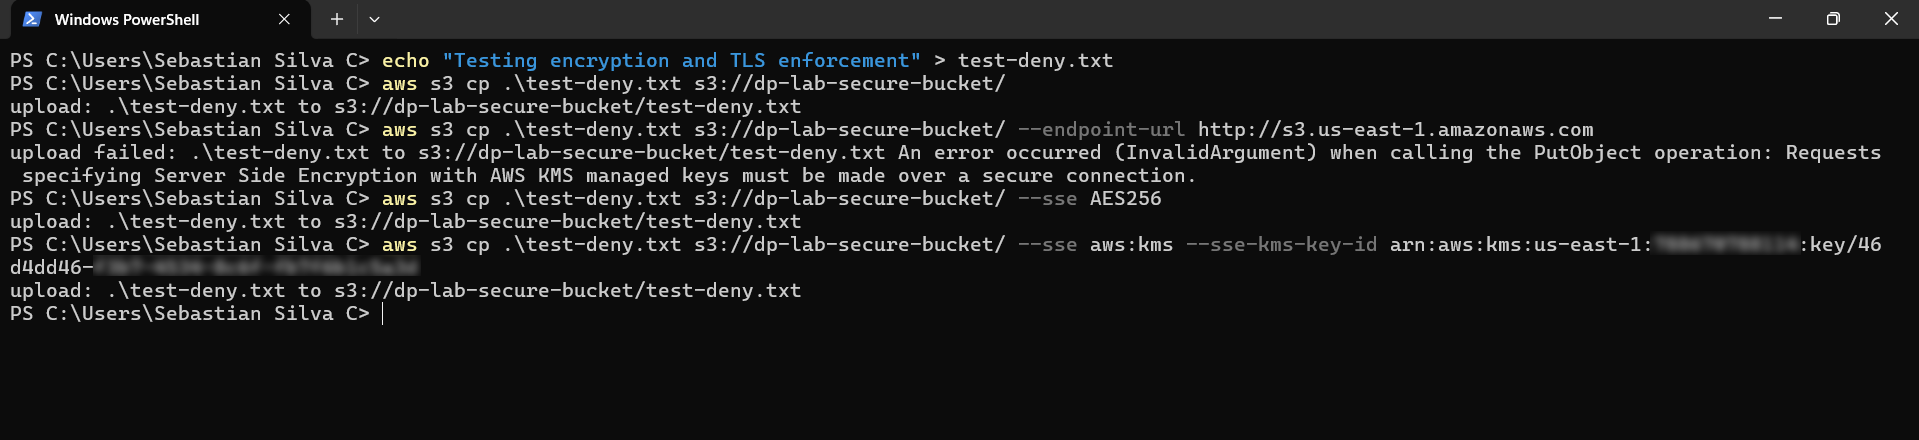 Windows PowerShell
PS C:\Users\Sebastian Silva C> echo "Testing encryption and TLS enforcement" > test-deny.txt
PS C:\Users\Sebastian Silva C> aws s3 cp .\test-deny.txt s3://dp-lab-secure-bucket/
upload: .\test-deny.txt to s3://dp-lab-secure-bucket/test-deny.txt
PS C:\Users\Sebastian Silva C> aws s3 cp .\test-deny.txt s3://dp-lab-secure-bucket/ --endpoint-url http://s3.us-east-1.amazonaws.com
upload failed: .\test-deny.txt to s3://dp-lab-secure-bucket/test-deny.txt An error occurred (InvalidArgument) when calling the PutObject operation: Requests
specifying Server Side Encryption with AWS KMS managed keys must be made over a secure connection.
PS C:\Users\Sebastian Silva C> aws s3 cp .\test-deny.txt s3://dp-lab-secure-bucket/ --sse AES256
upload: .\test-deny.txt to s3://dp-lab-secure-bucket/test-deny.txt
PS C:\Users\Sebastian Silva C> aws s3 cp .\test-deny.txt s3://dp-lab-secure-bucket/ --sse aws:kms --sse-kms-key-id arn:aws:kms:us-east-1: :key/46
d4dd46-
upload: .\test-deny.txt to s3://dp-lab-secure-bucket/test-deny.txt
PS C:\Users\Sebastian Silva C>